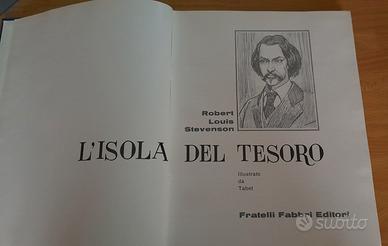 Robert
Louis
Stevenson
L'ISOLA DEL TESORO
Illustrato
da
Tabet
Fratelli Fabbri Editori
subito